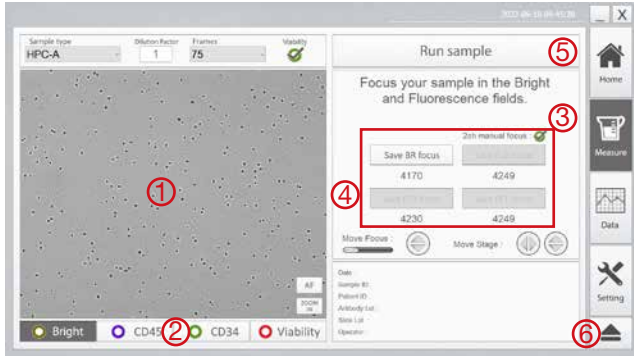 _ X
Sample type
Dilution Factor
Frames
Viability
HPC-A
1
75
Run sample
⑤
Focus your sample in the Bright
and Fluorescence fields.
③
2ch manual focus :
Save BR focus
4170
4249
①
④
4230
4249
Move Focus :
Move Stage :
AF
ZOOM
IN
Date
Sample ID
Patient ID
Antibody Lot
Slide Lot
Operator
Bright
CD45
②
CD34
Viability
Home
Measure
Data
Setting
⑥